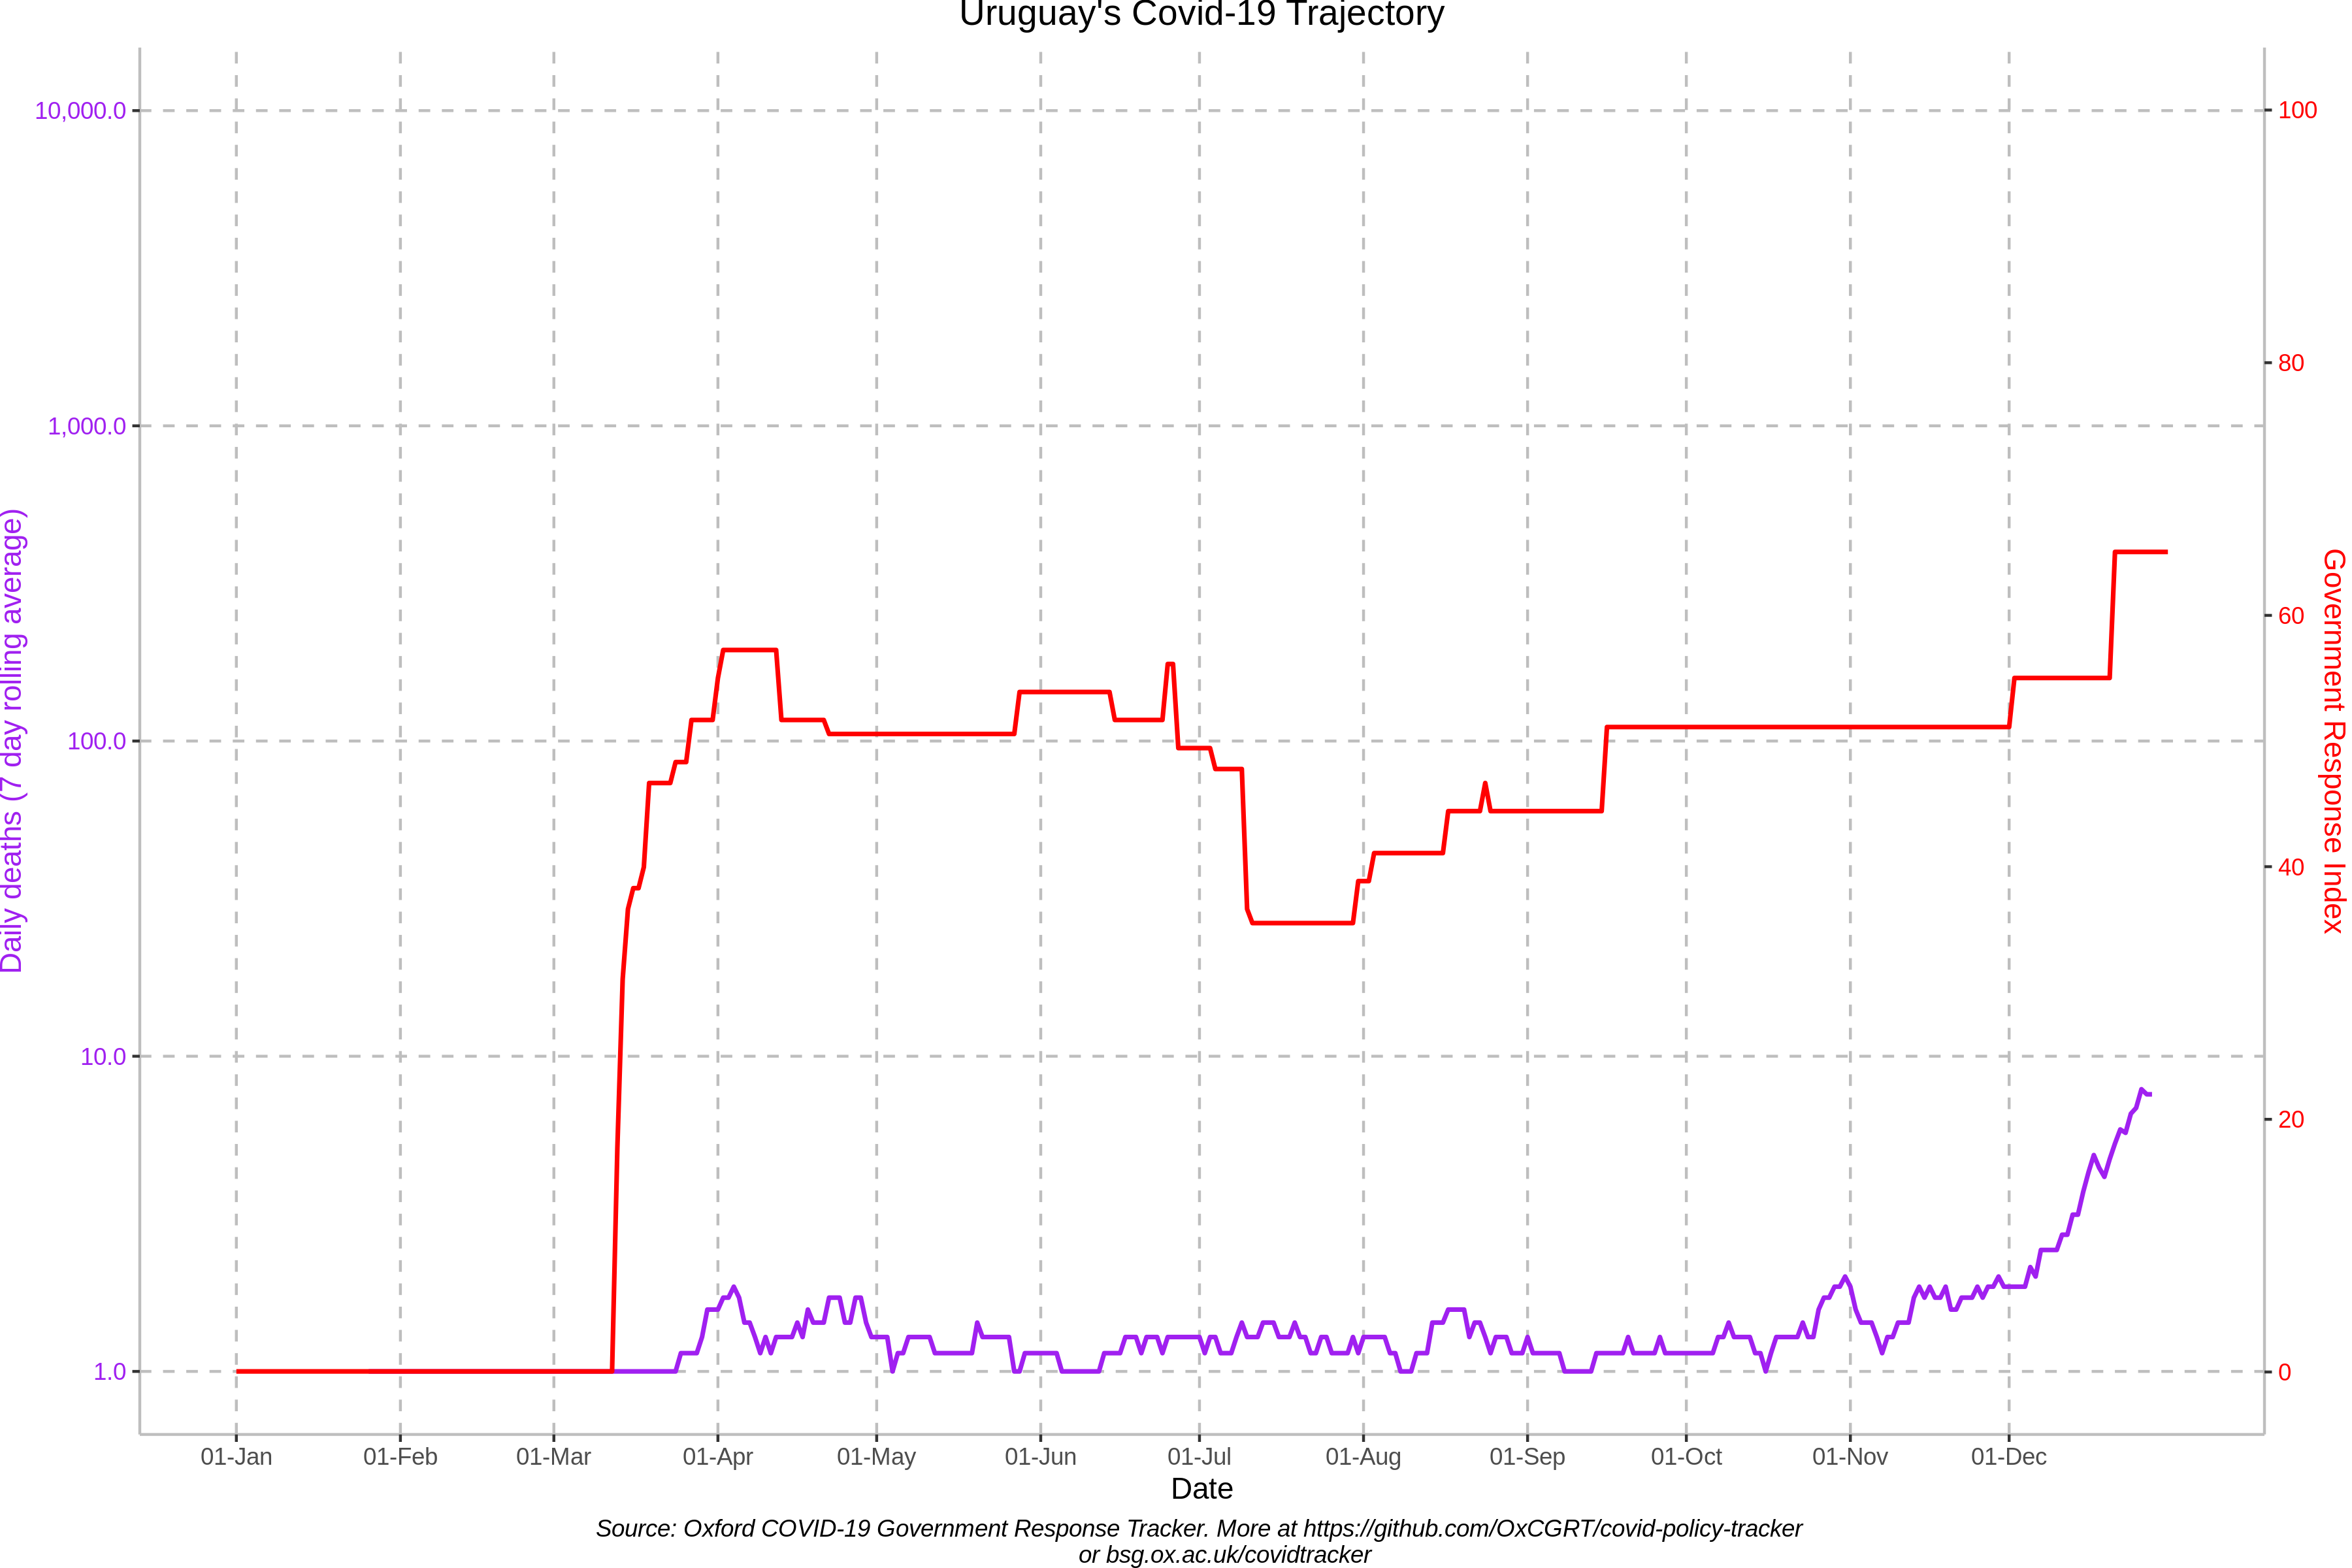 Uruguay's Covid-19 Trajectory
10,000.0
1,000.0
100.0
10.0
1.0
Daily deaths (7 day rolling average)
100
80
60
40
20
0
Government Response Index
01-Jan
01-Feb
01-Mar
01-Apr
01-May
01-Jun
01-Jul
01-Aug
01-Sep
01-Oct
01-Nov
01-Dec
Date
Source: Oxford COVID-19 Government Response Tracker. More at https://github.com/OxCGRT/covid-policy-tracker
or bsg.ox.ac.uk/covidtracker